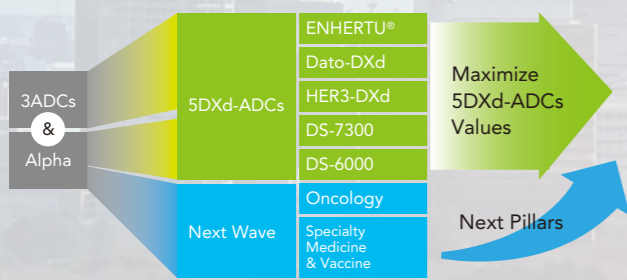 3ADCs
&
Alpha
5DXd-ADCs
Next Wave
ENHERTU®
Dato-DXd
HER3-DXd
DS-7300
DS-6000
Oncology
Specialty
Medicine
& Vaccine
Maximize
5DXd-ADCs
Values
Next Pillars